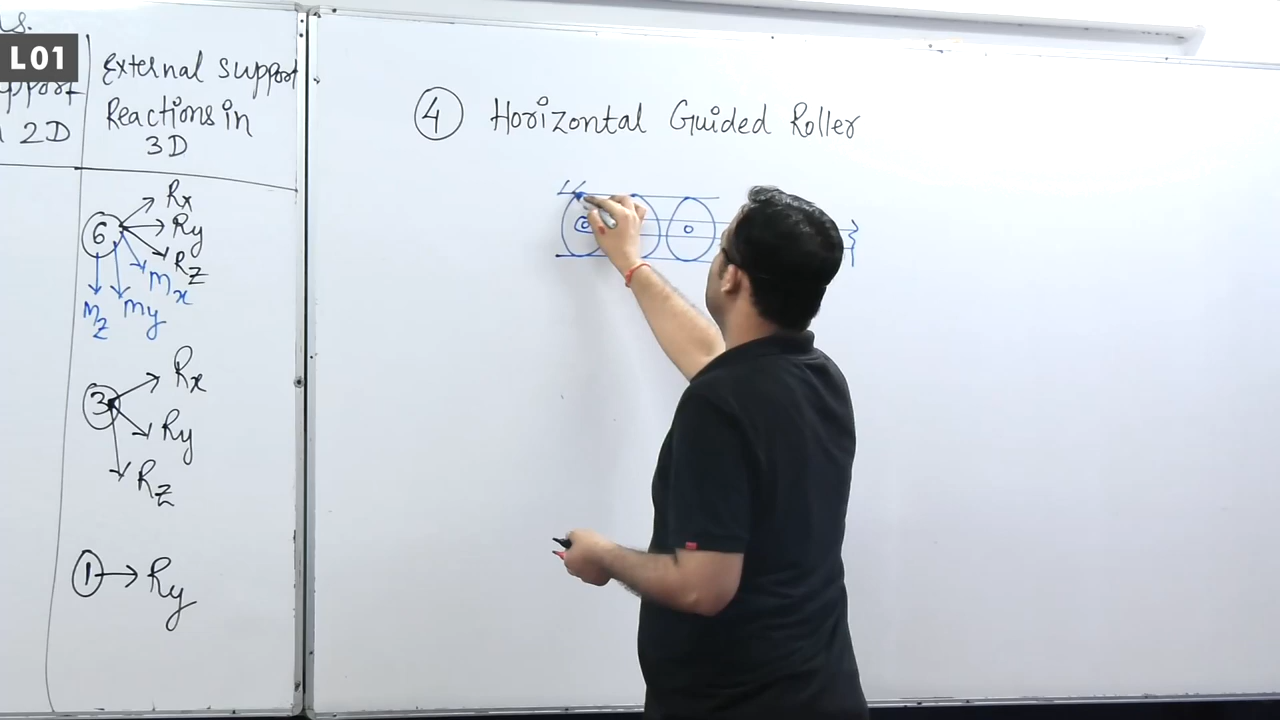 L01
2D
External support
Reactions in
3D
6
Rx
Ry
Rz
Mx
My
Mz
3
Rx
Ry
Rz
1
Ry
4 Horizontal Guided Roller